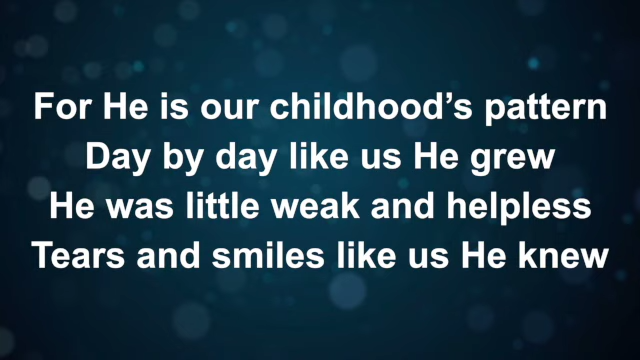 For He is our childhood’s pattern
Day by day like us He grew
He was little weak and helpless
Tears and smiles like us He knew